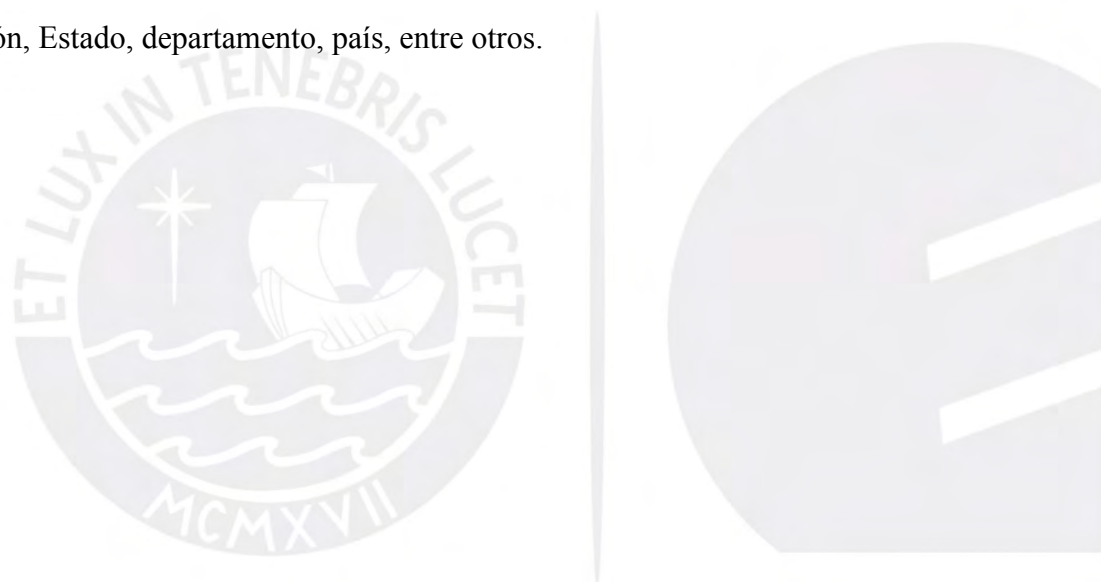 ón, Estado, departamento, país, entre otros.
ET LUX IN TENEBRIS LUCET
MCMXVII